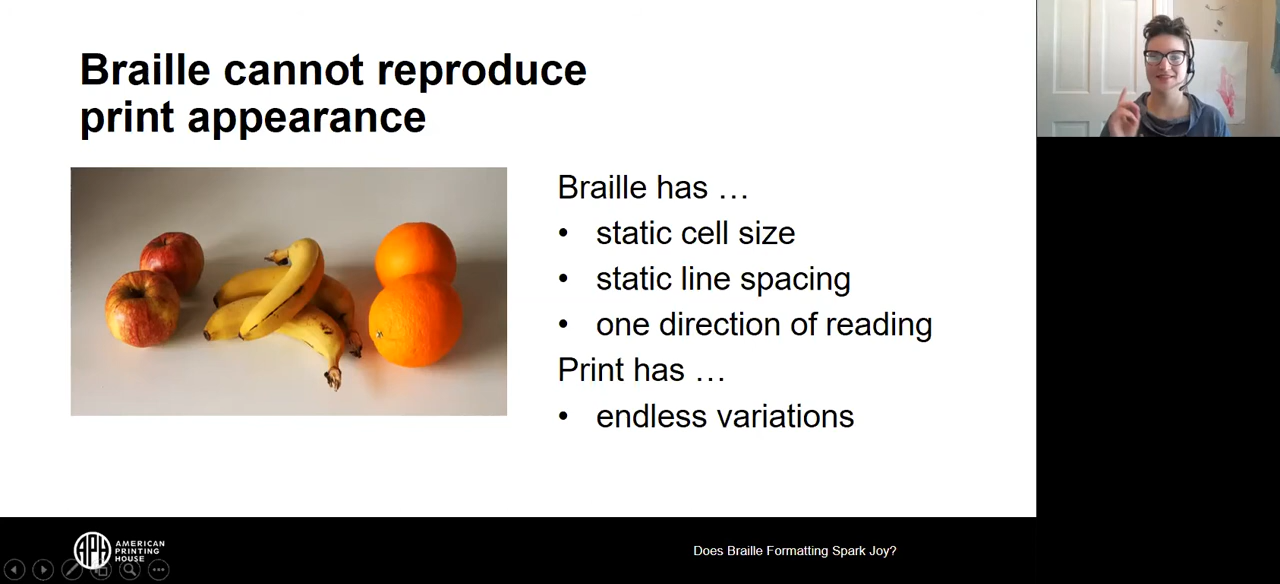 Braille cannot reproduce
print appearance
Braille has …
• static cell size
• static line spacing
• one direction of reading
Print has …
• endless variations
APH
AMERICAN
PRINTING
HOUSE
Does Braille Formatting Spark Joy?